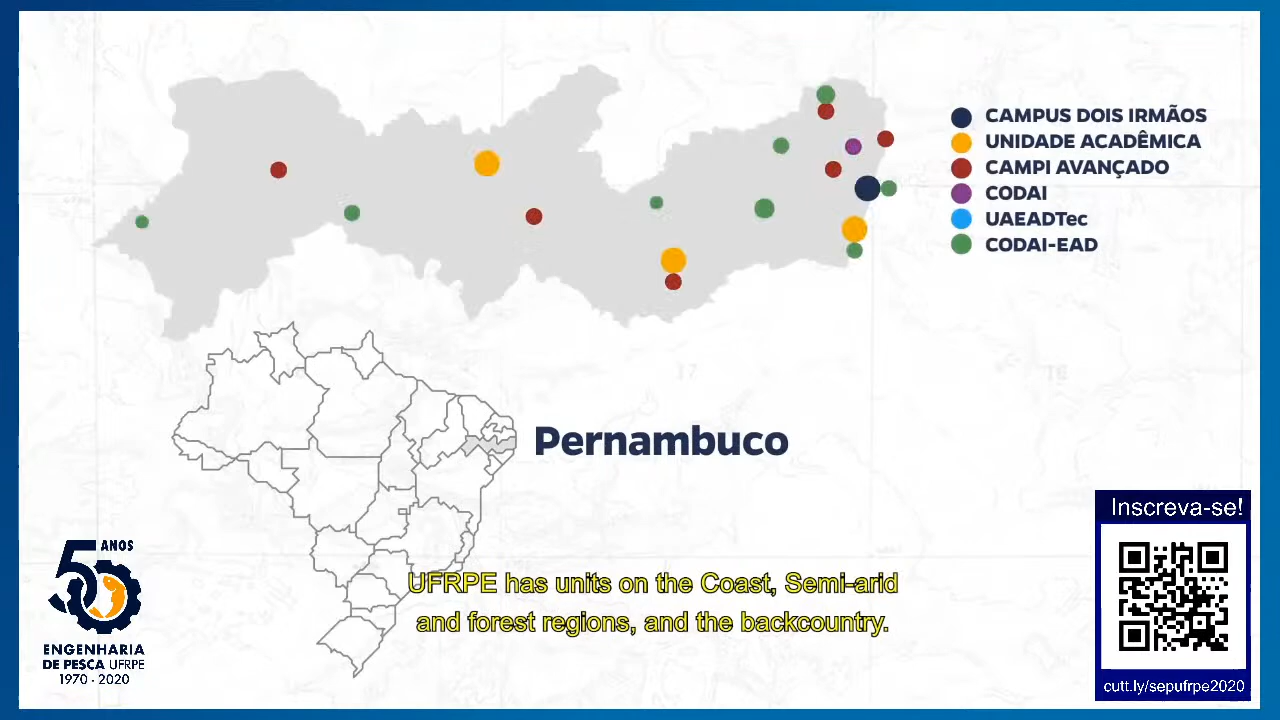 CAMPUS DOIS IRMÃOS
UNIDADE ACADÊMICA
CAMPI AVANÇADO
CODAI
UAEADTec
CODAI-EAD
Pernambuco
Inscreva-se!
50 ANOS
ENGENHARIA
DE PESCA UFRPE
1970 - 2020
UFRPE has units on the Coast, Semi-arid
and forest regions, and the backcountry.
cutt.ly/sepufrpe2020